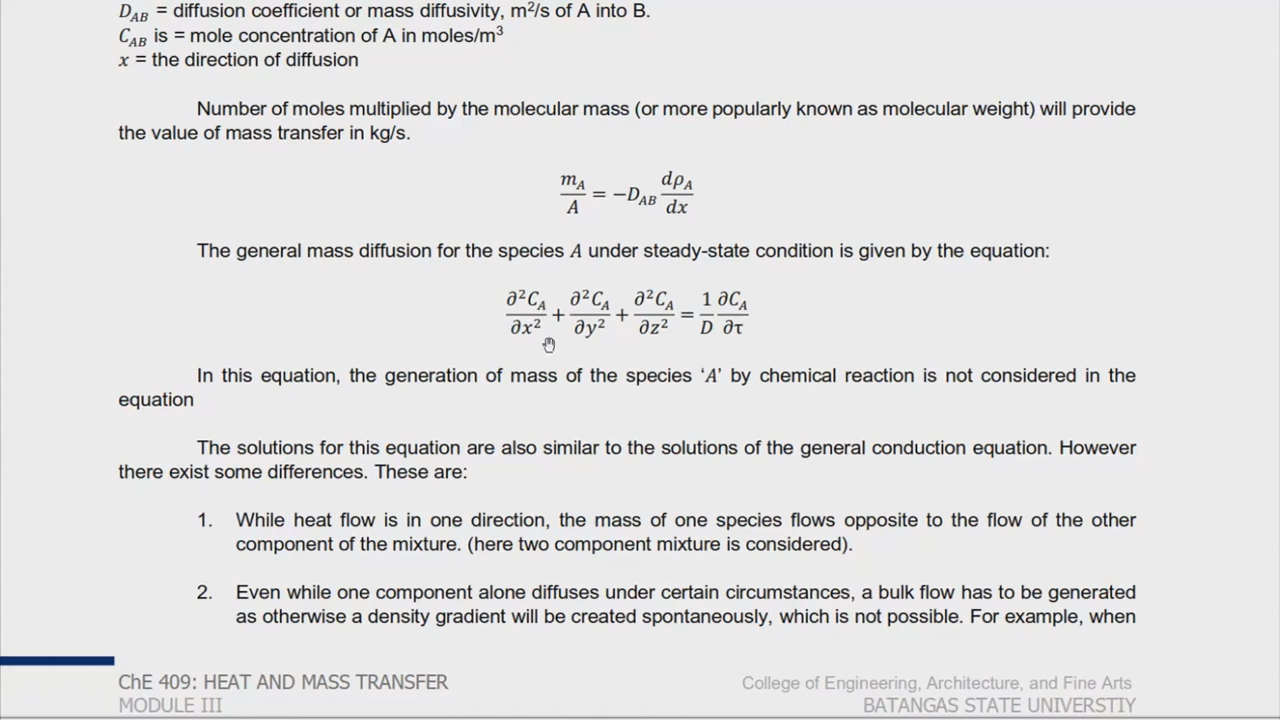 D_AB = diffusion coefficient or mass diffusivity, m²/s of A into B.
C_AB is = mole concentration of A in moles/m³
x = the direction of diffusion
Number of moles multiplied by the molecular mass (or more popularly known as molecular weight) will provide
the value of mass transfer in kg/s.
m_A/A = −D_AB dρ_A/dx
The general mass diffusion for the species A under steady-state condition is given by the equation:
∂²C_A/∂x² + ∂²C_A/∂y² + ∂²C_A/∂z² = 1/D ∂C_A/∂τ
In this equation, the generation of mass of the species ‘A’ by chemical reaction is not considered in the
equation
The solutions for this equation are also similar to the solutions of the general conduction equation. However
there exist some differences. These are:
1. While heat flow is in one direction, the mass of one species flows opposite to the flow of the other
component of the mixture. (here two component mixture is considered).
2. Even while one component alone diffuses under certain circumstances, a bulk flow has to be generated
as otherwise a density gradient will be created spontaneously, which is not possible. For example, when
ChE 409: HEAT AND MASS TRANSFER
MODULE III
College of Engineering, Architecture, and Fine Arts
BATANGAS STATE UNIVERSTIY